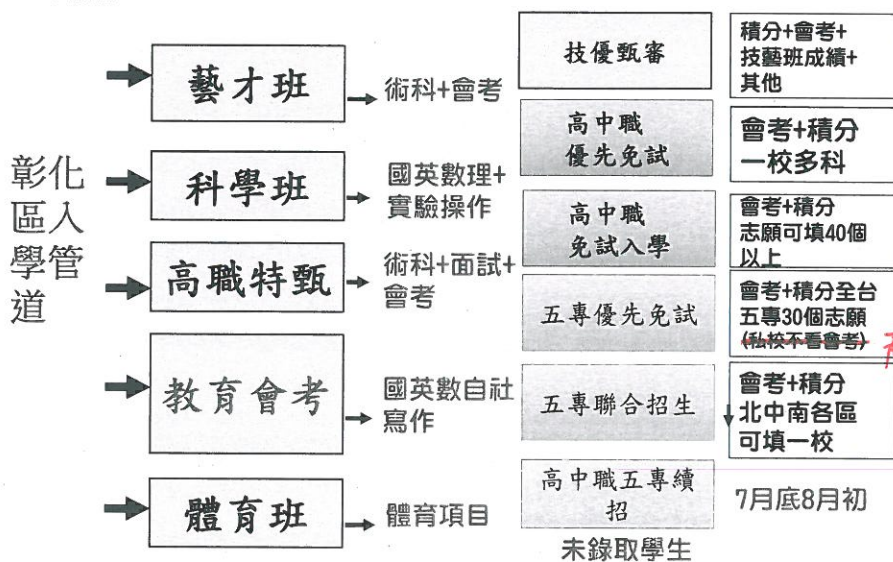 彰化
區入
學管
道
藝才班
術科+會考
科學班
國英數理+
實驗操作
高職特甄
術科+面試+
會考
教育會考
國英數自社
寫作
體育班
體育項目
技優甄審
積分+會考+
技藝班成績+
其他
高中職
優先免試
會考+積分
一校多科
高中職
免試入學
會考+積分
志願可填40個
以上
五專優先免試
會考+積分全台
五專30個志願
(私校不看會考)
五專聯合招生
會考+積分
北中南各區
可填一校
高中職五專續
招
7月底8月初
未錄取學生